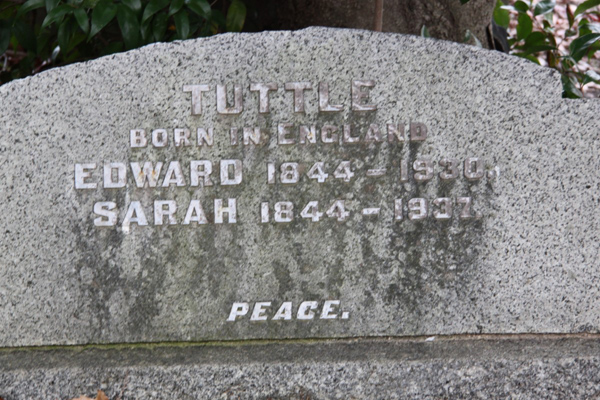 TUTTLE
BORN IN ENGLAND
EDWARD 1844 - 1930.
SARAH 1844 - 1937.
PEACE.